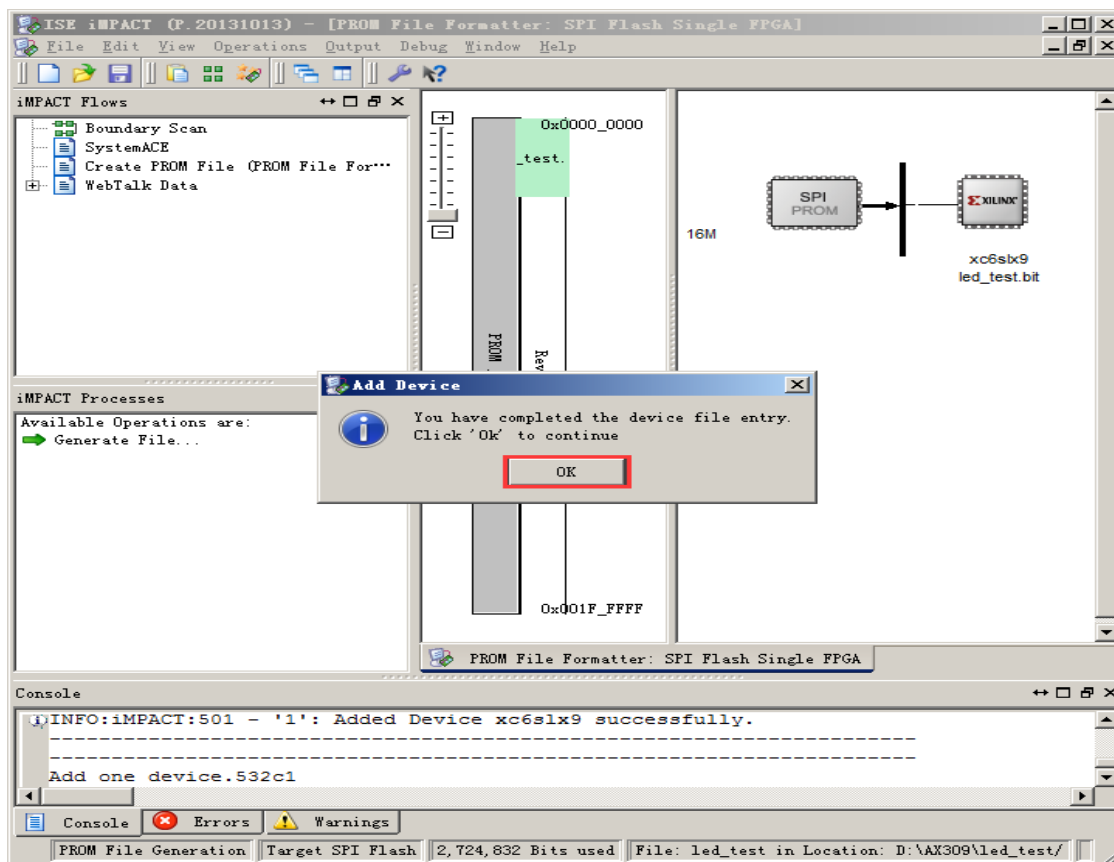 ISE iMPACT (P.20131013) - [PROM File Formatter: SPI Flash Single FPGA]
File Edit View Operations Output Debug Window Help
iMPACT Flows
Boundary Scan
SystemACE
Create PROM File (PROM File For...
WebTalk Data
iMPACT Processes
Available Operations are:
Generate File...
0x0000_0000
_test.
PROM
Rev
0x001F_FFFF
16M
SPI
PROM
XILINX
xc6slx9
led_test.bit
Add Device
You have completed the device file entry.
Click 'Ok' to continue
OK
PROM File Formatter: SPI Flash Single FPGA
Console
INFO:iMPACT:501 - '1': Added Device xc6slx9 successfully.
----------------------------------------------------------------------
----------------------------------------------------------------------
Add one device.532c1
Console Errors Warnings
PROM File Generation Target SPI Flash 2,724,832 Bits used File: led_test in Location: D:\AX309\led_test/